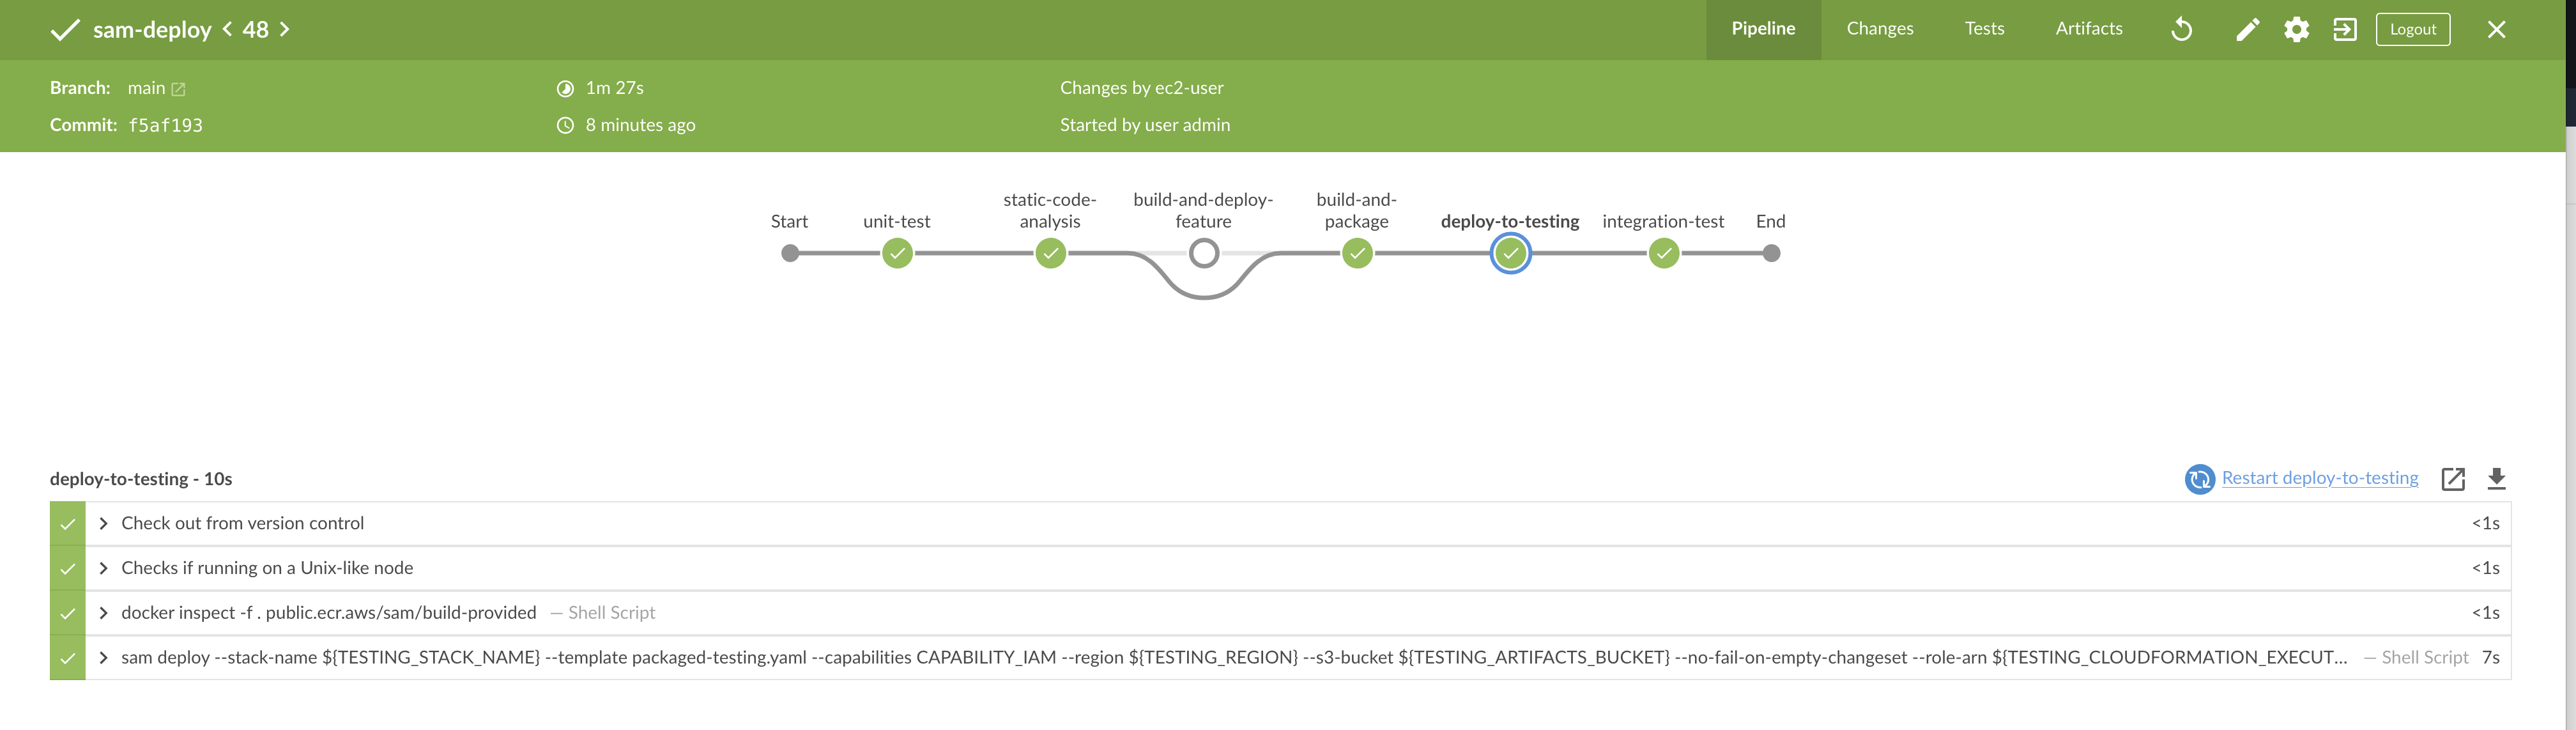 sam-deploy < 48 >
Pipeline Changes Tests Artifacts Logout
Branch: main 1m 27s Changes by ec2-user
Commit: f5af193 8 minutes ago Started by user admin
Start
unit-test
static-code-
analysis
build-and-deploy-
feature
build-and-
package
deploy-to-testing
integration-test
End
deploy-to-testing - 10s
Restart deploy-to-testing
Check out from version control <1s
Checks if running on a Unix-like node <1s
docker inspect -f . public.ecr.aws/sam/build-provided — Shell Script <1s
sam deploy --stack-name ${TESTING_STACK_NAME} --template packaged-testing.yaml --capabilities CAPABILITY_IAM --region ${TESTING_REGION} --s3-bucket ${TESTING_ARTIFACTS_BUCKET} --no-fail-on-empty-changeset --role-arn ${TESTING_CLOUDFORMATION_EXECUT... — Shell Script 7s